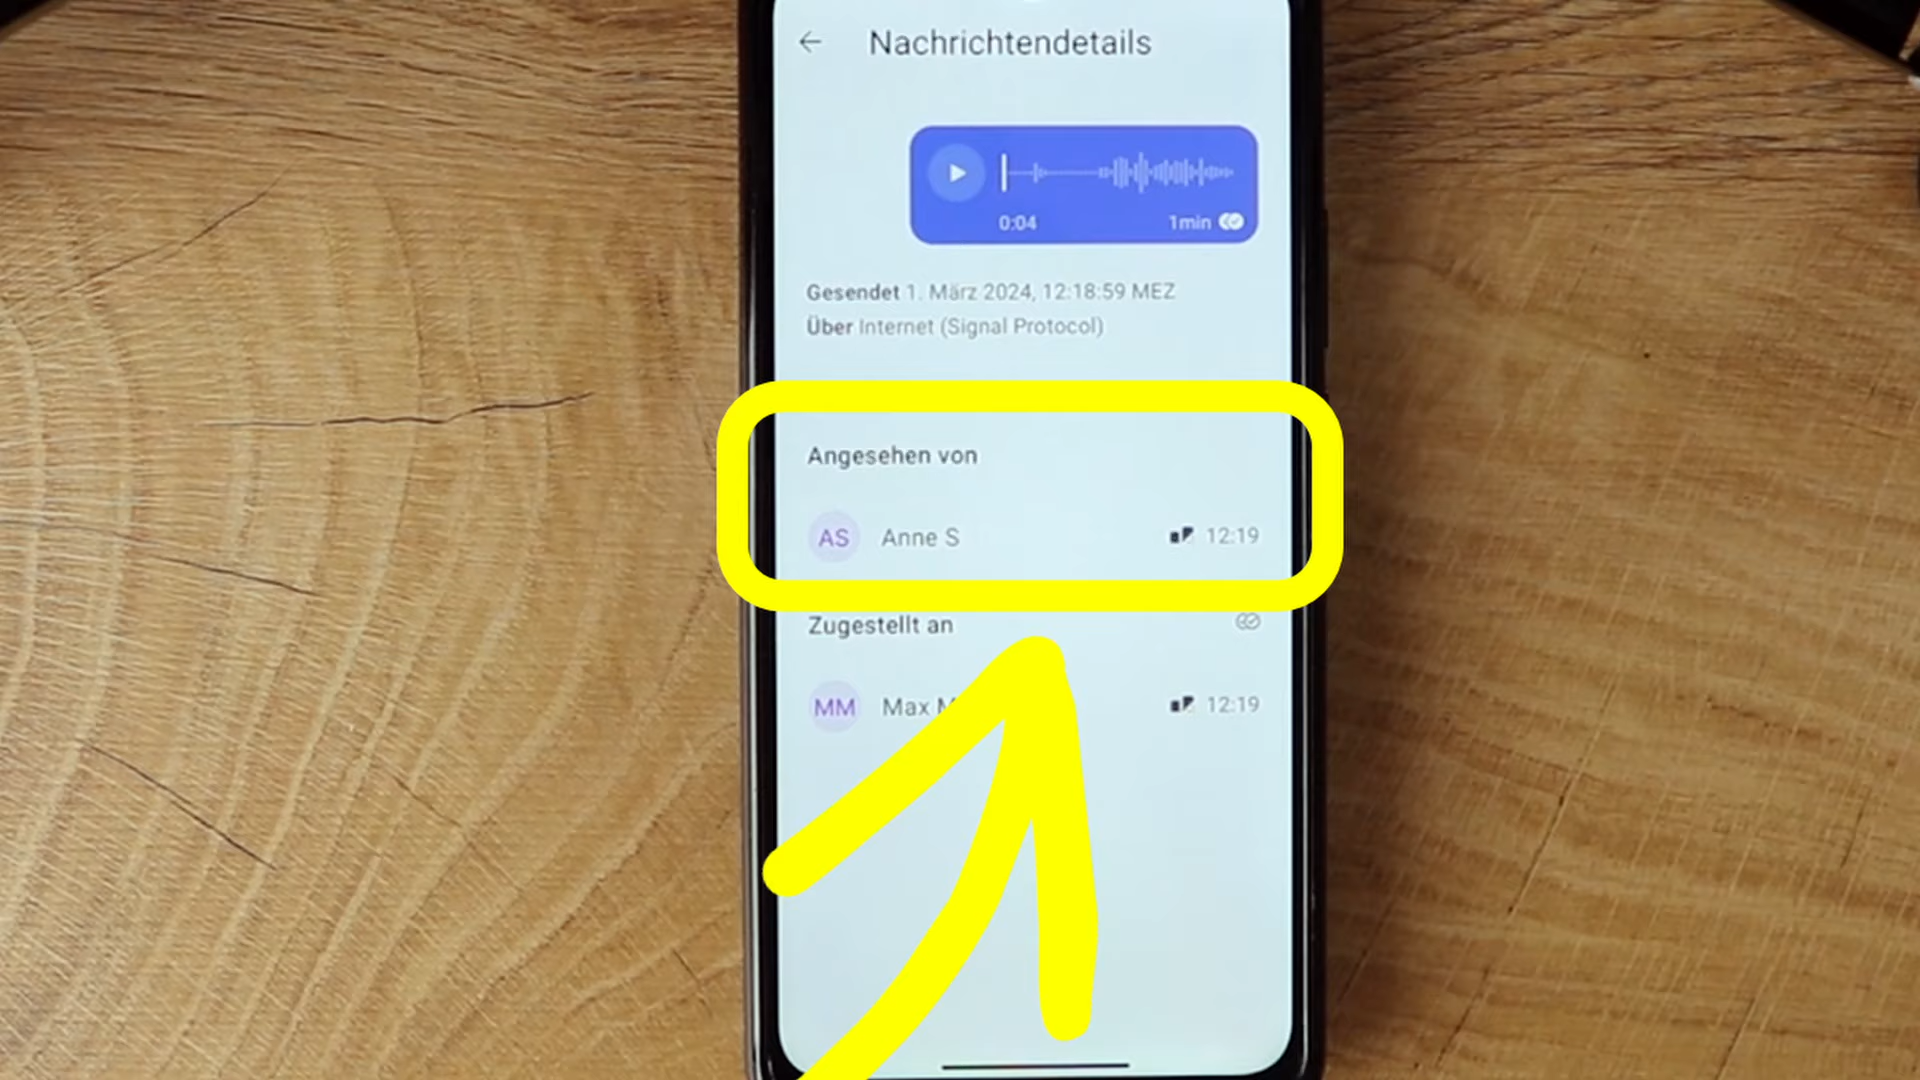 Nachrichtendetails
0:04 1min
Gesendet 1. März 2024, 12:18:59 MEZ
Über Internet (Signal Protocol)
Angesehen von
AS Anne S 12:19
Zugestellt an
MM Max 12:19